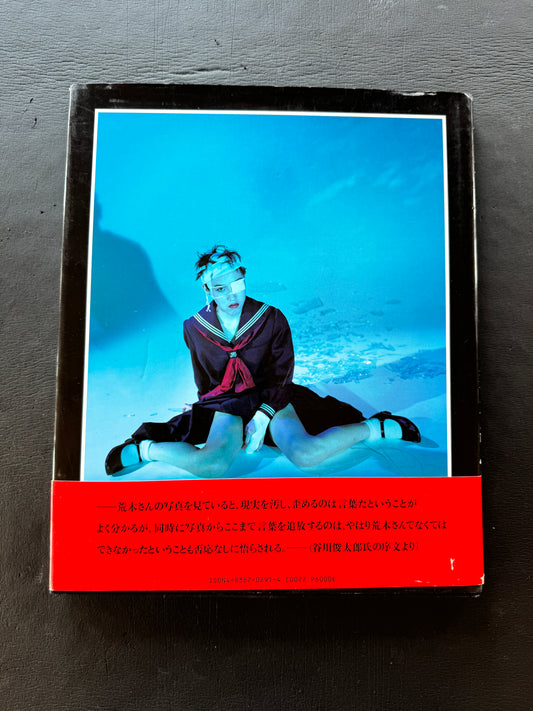 ――荒木さんの写真を見ていると、現実を汚し、歪めるのは言葉だということが
よく分かるが、同時に写真からここまで言葉を追放するのは、やはり荒木さんでなくては
できなかったということも否応なしに悟らされる。――(谷川俊太郎氏の序文より)